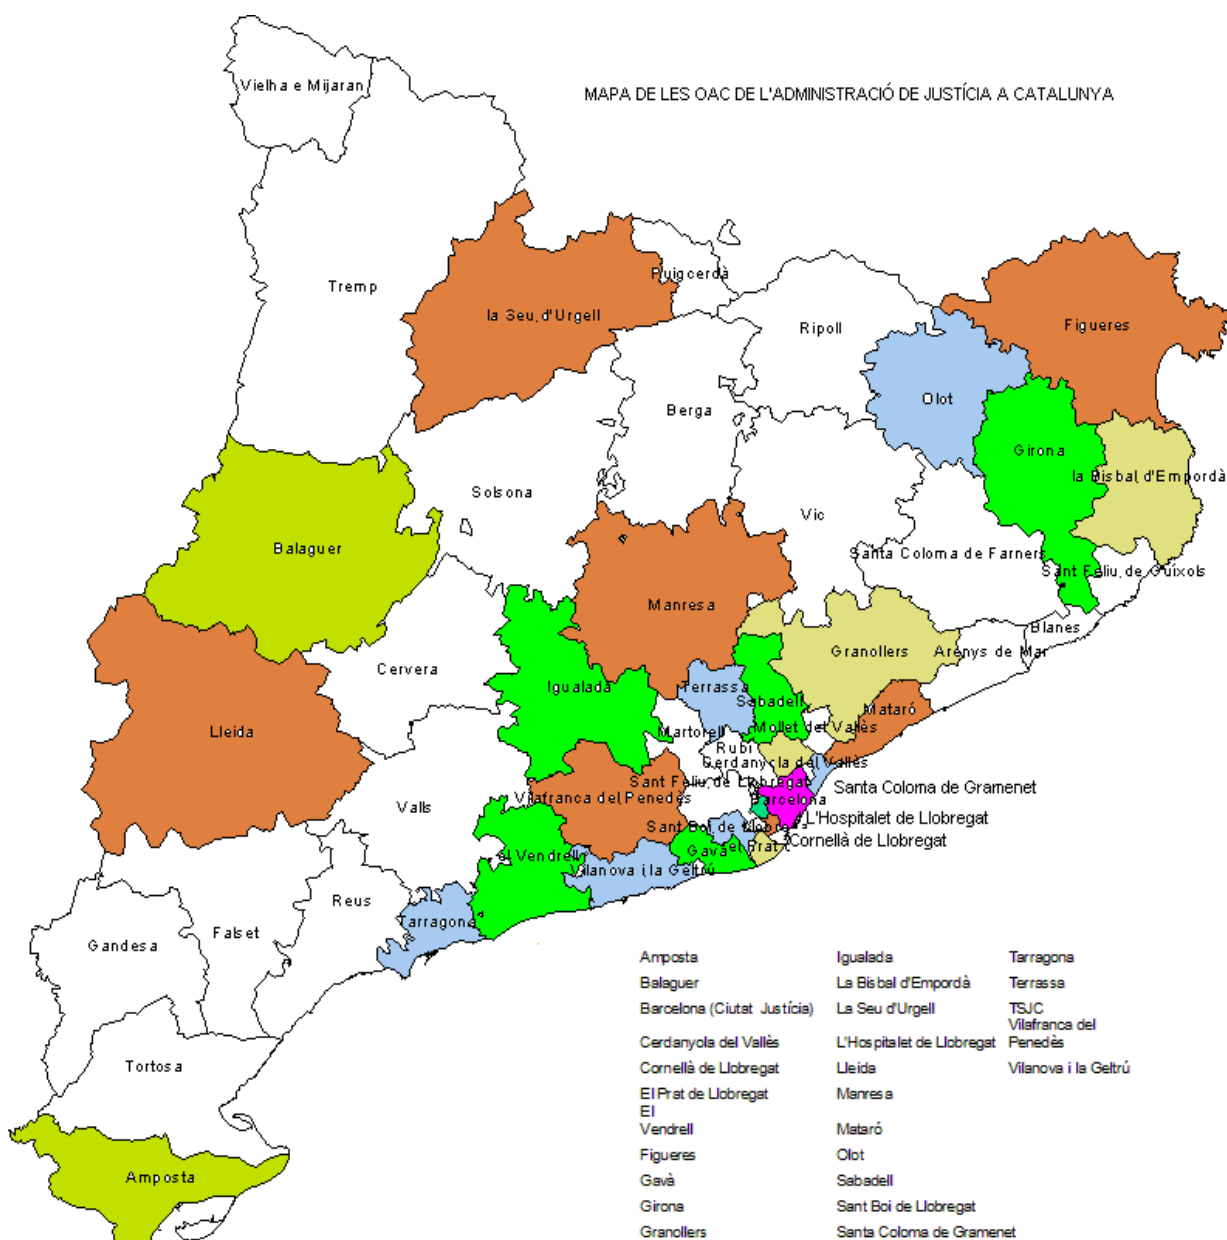 MAPA DE LES OAC DE L'ADMINISTRACIÓ DE JUSTÍCIA A CATALUNYA
Vielha e Mijaran
Tremp
la Seu, d'Urgell
Puigcerdà
Ripoll
Figueres
Olot
Berga
Girona
la Bisbal, d'Empordà
Solsona
Vic
Balaguer
Santa Coloma de Farners
Sant Feliu, de Guíxols
Manresa
Blanes
Granollers
Arenys de Mar
Cervera
Igualada
Terrassa
Sabadell
Mataró
Lleida
Martorell
Mollet del Vallès
Rubí
Cerdanyola del Vallès
Sant Feliu, de Llobregat
Santa Coloma de Gramenet
Vilafranca del, Penedès
Barcelona
Valls
L'Hospitalet de Llobregat
Sant Boi de Llobre
Cornellà de Llobregat
el Vendrell
Gavà
el Prat
Vilanova i la Geltrú
Reus
Tarragona
Falset
Gandesa
Tortosa
Amposta
Amposta Igualada Tarragona
Balaguer La Bisbal d'Empordà Terrassa
Barcelona (Ciutat Justícia) La Seu d'Urgell TSJC
Vilafranca del
Cerdanyola del Vallès L'Hospitalet de Llobregat Penedès
Cornellà de Llobregat Lleida Vilanova i la Geltrú
El Prat de Llobregat Manresa
El
Vendrell Mataró
Figueres Olot
Gavà Sabadell
Girona Sant Boi de Llobregat
Granollers Santa Coloma de Gramenet